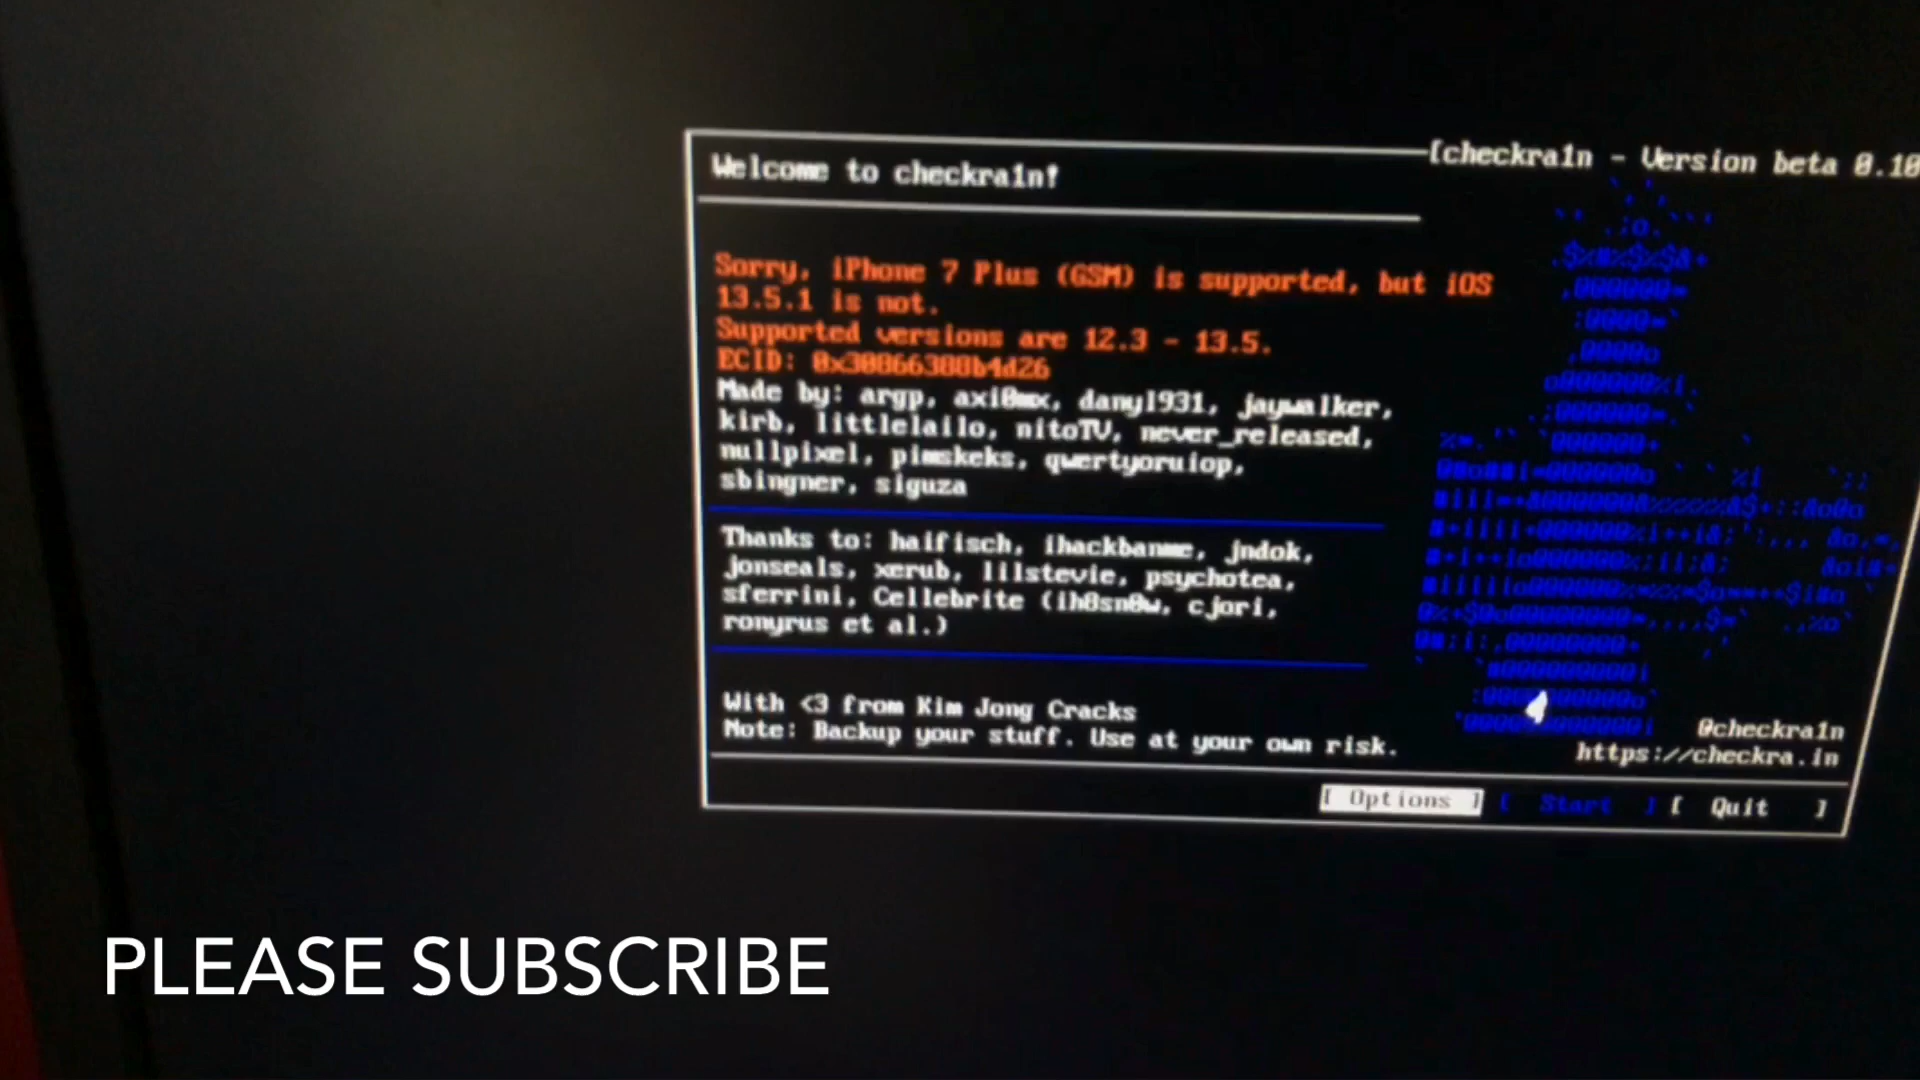 [checkra1n - Version beta 0.10
Welcome to checkra1n!
Sorry, iPhone 7 Plus (GSM) is supported, but iOS
13.5.1 is not.
Supported versions are 12.3 - 13.5.
ECID:
Made by: argp, axi0mx, danyl931, jaywalker,
kirb, littlelailo, nitoTV, never_released,
nullpixel, pimskeks, qwertyoruiop,
sbingner, siguza
Thanks to: haifisch, ihackbanme, jndok,
jonseals, xerub, lilstevie, psychotea,
sferrini, Cellebrite (ih8sn0w, cjori,
ronyrus et al.)
With <3 from Kim Jong Cracks
Note: Backup your stuff. Use at your own risk.
@checkra1n
https://checkra.in
[ Options ] [ Start ] [ Quit ]
PLEASE SUBSCRIBE